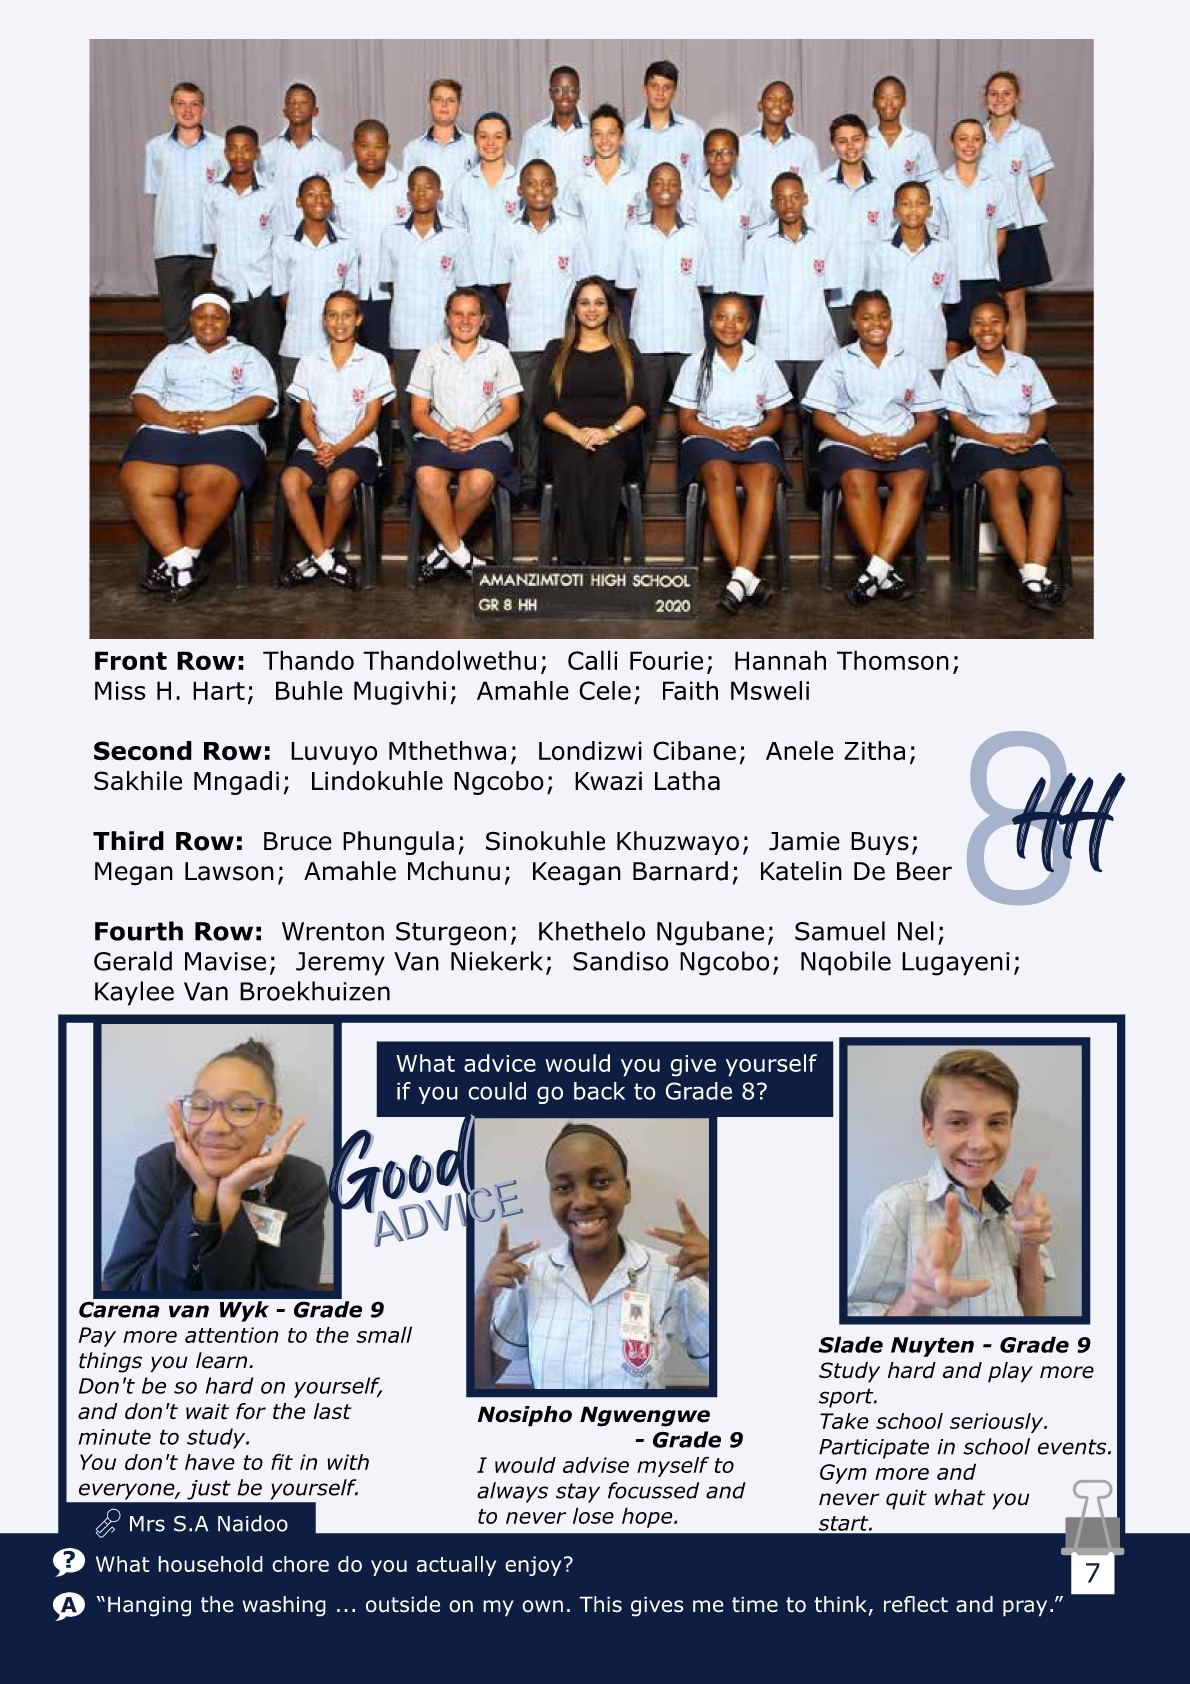 AMANZIMTOTI HIGH SCHOOL
GR 8 HH 2020
Front Row: Thando Thandolwethu; Calli Fourie; Hannah Thomson;
Miss H. Hart; Buhle Mugivhi; Amahle Cele; Faith Msweli
Second Row: Luvuyo Mthethwa; Londizwi Cibane; Anele Zitha;
Sakhile Mngadi; Lindokuhle Ngcobo; Kwazi Latha
Third Row: Bruce Phungula; Sinokuhle Khuzwayo; Jamie Buys;
Megan Lawson; Amahle Mchunu; Keagan Barnard; Katelin De Beer
8HH
Fourth Row: Wrenton Sturgeon; Khethelo Ngubane; Samuel Nel;
Gerald Mavise; Jeremy Van Niekerk; Sandiso Ngcobo; Nqobile Lugayeni;
Kaylee Van Broekhuizen
What advice would you give yourself
if you could go back to Grade 8?
Good
ADVICE
Carena van Wyk - Grade 9
Pay more attention to the small
things you learn.
Don't be so hard on yourself,
and don't wait for the last
minute to study.
You don't have to fit in with
everyone, just be yourself.
Nosipho Ngwengwe
- Grade 9
I would advise myself to
always stay focussed and
to never lose hope.
Slade Nuyten - Grade 9
Study hard and play more
sport.
Take school seriously.
Participate in school events.
Gym more and
never quit what you
start.
Mrs S.A Naidoo
? What household chore do you actually enjoy?
A “Hanging the washing ... outside on my own. This gives me time to think, reflect and pray.”
7